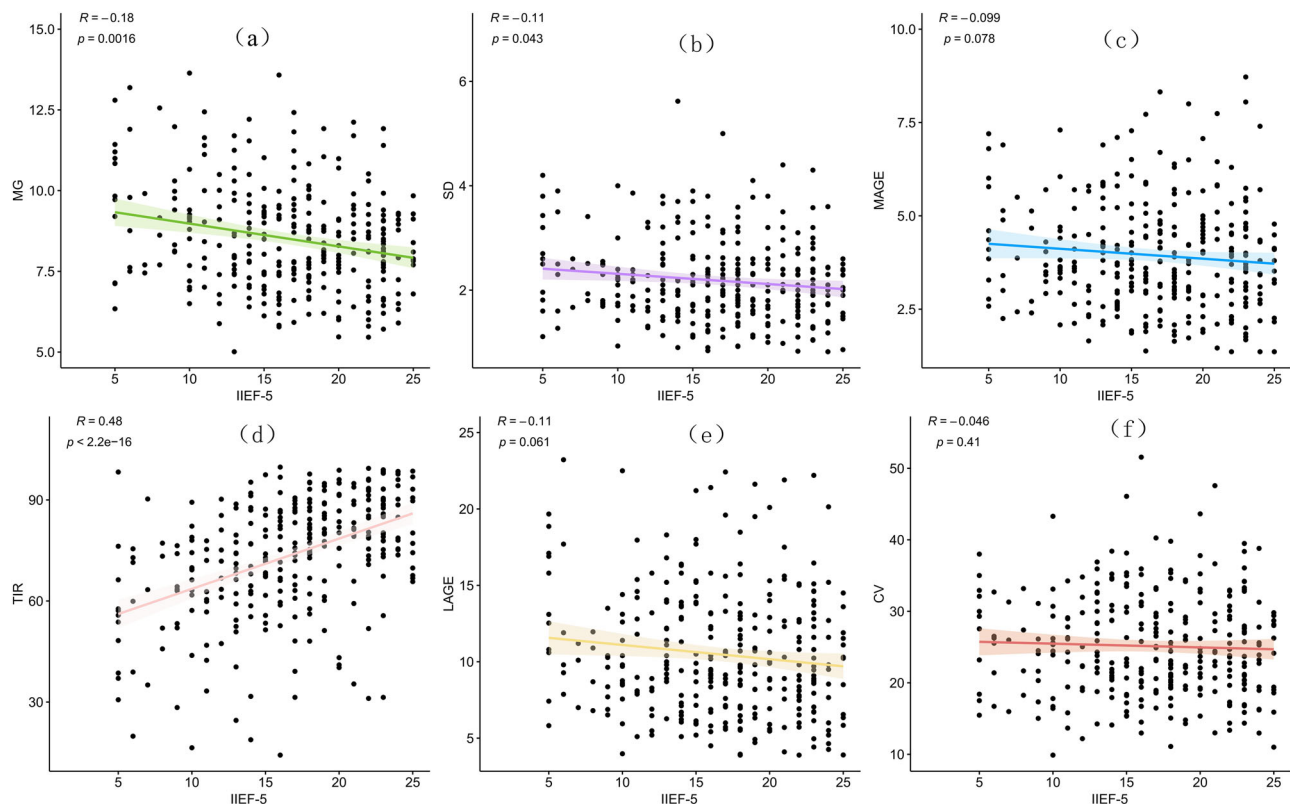 R = −0.18
p = 0.0016
(a)
15.0
12.5
10.0
7.5
5.0
MG
5 10 15 20 25
IIEF-5
R = −0.11
p = 0.043
(b)
6
4
2
SD
5 10 15 20 25
IIEF-5
R = −0.099
p = 0.078
(c)
10.0
7.5
5.0
2.5
MAGE
5 10 15 20 25
IIEF-5
R = 0.48
p < 2.2e−16
(d)
90
60
30
TIR
5 10 15 20 25
IIEF-5
R = −0.11
p = 0.061
(e)
25
20
15
10
5
LAGE
5 10 15 20 25
IIEF-5
R = −0.046
p = 0.41
(f)
50
40
30
20
10
CV
5 10 15 20 25
IIEF-5